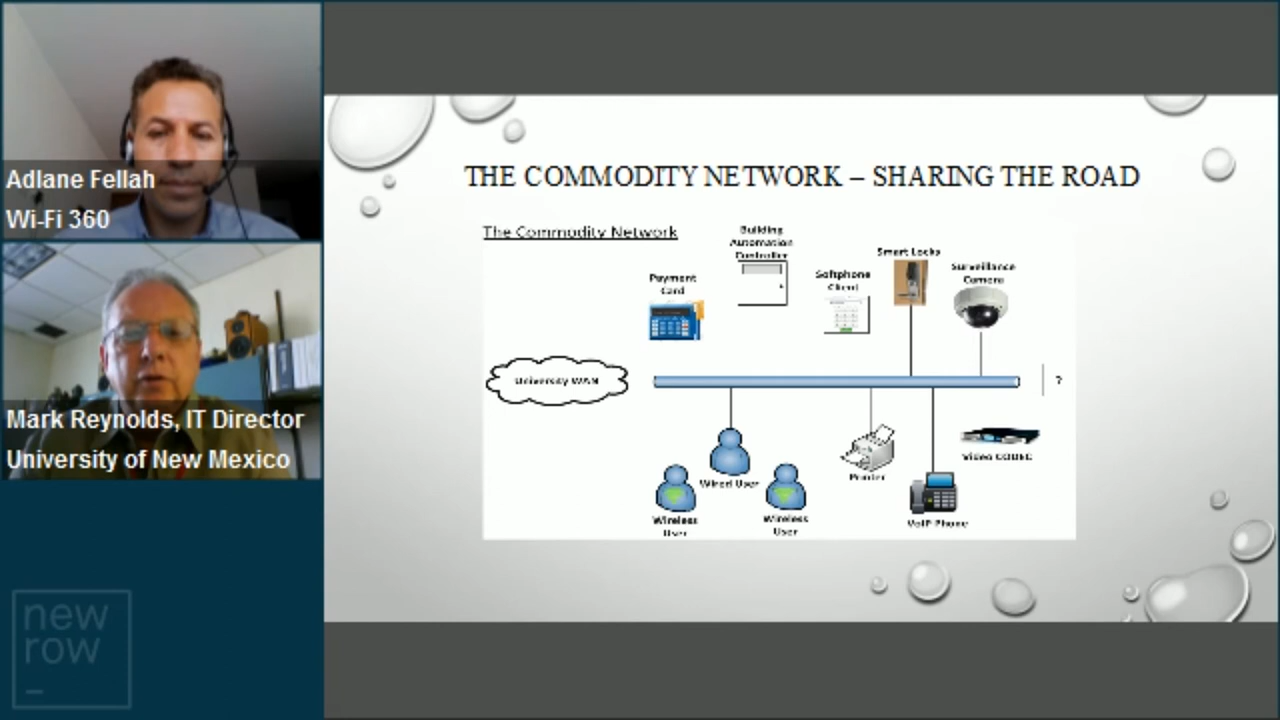 Adlane Fellah
Wi-Fi 360
Mark Reynolds, IT Director
University of New Mexico
new
row
THE COMMODITY NETWORK – SHARING THE ROAD
The Commodity Network
Building
Automation
Controller
Payment
Card
Softphone
Client
Smart Locks
Surveillance
Camera
University WAN
?
Wired User
Wireless
User
Wireless
User
Printer
VoIP Phone
Video CODEC